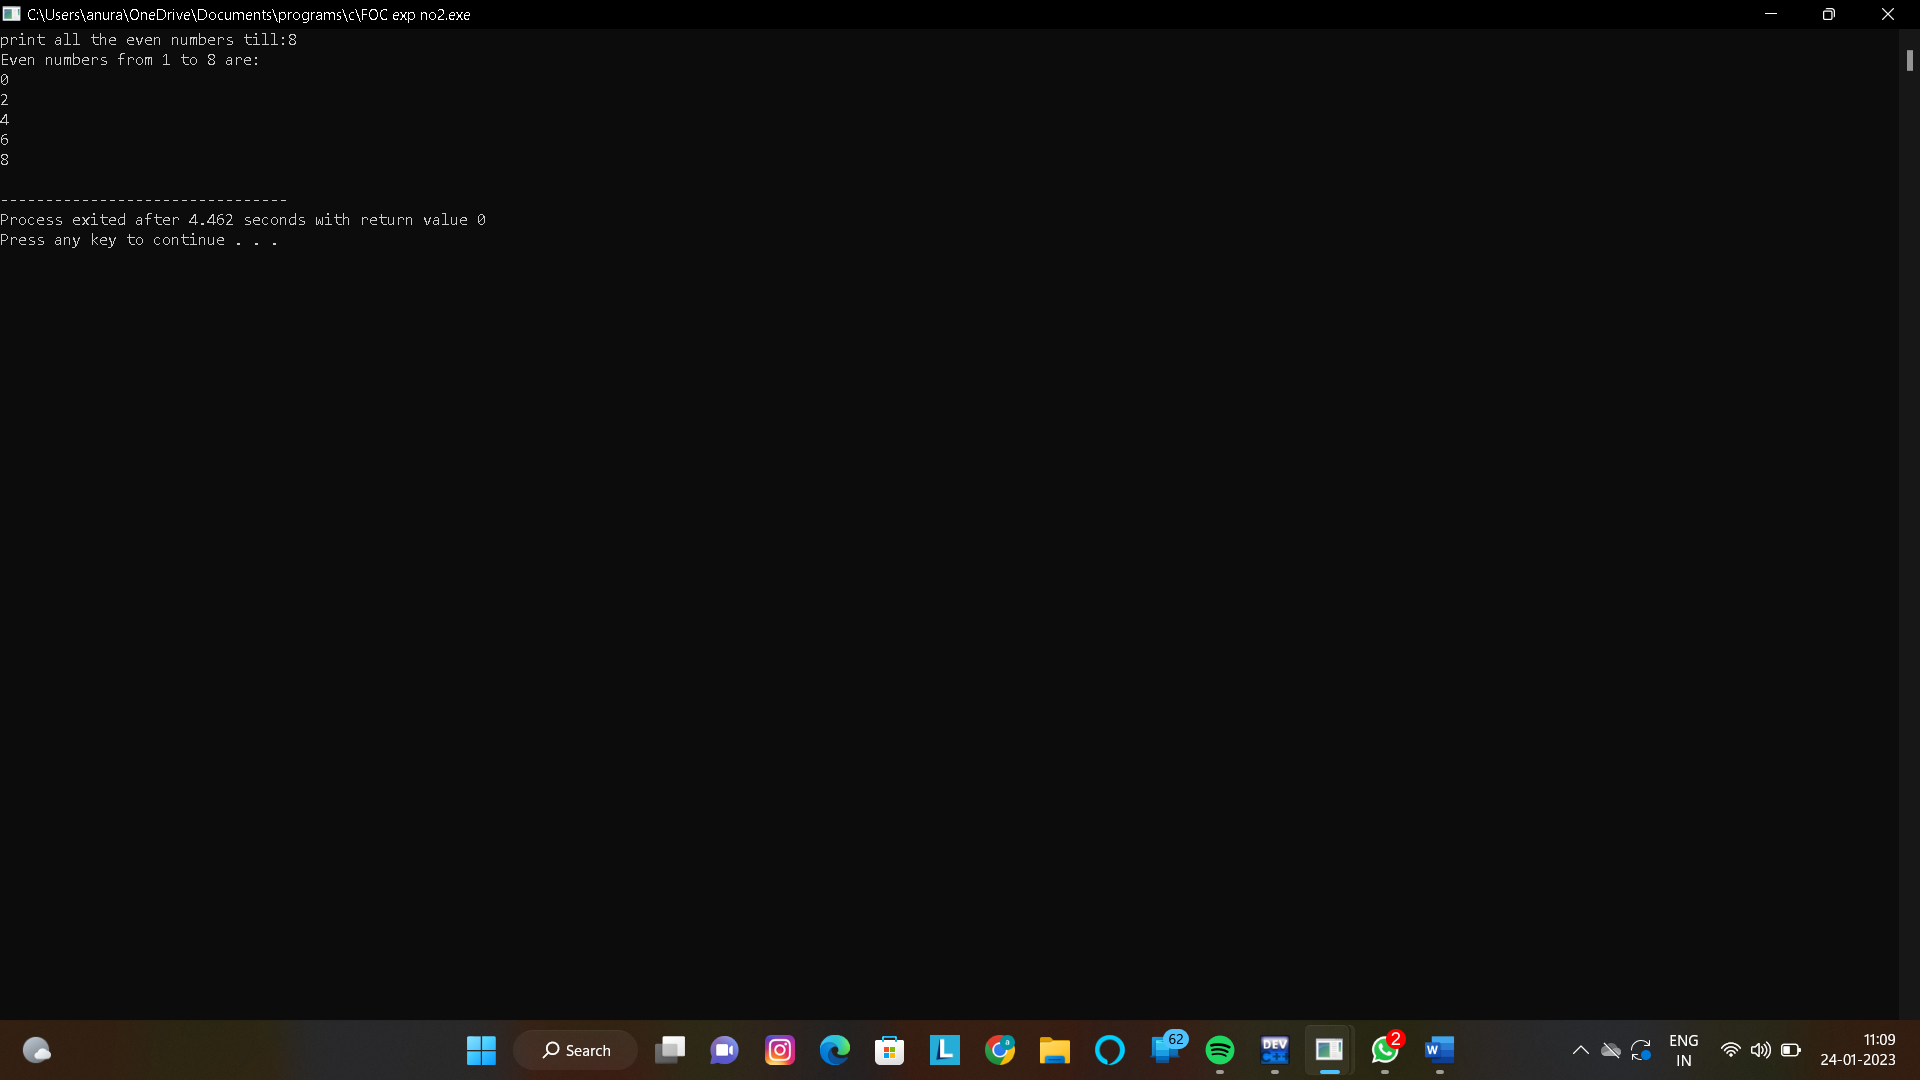 C:\Users\anura\OneDrive\Documents\programs\c\FOC exp no2.exe
print all the even numbers till:8
Even numbers from 1 to 8 are:
0
2
4
6
8
--------------------------------
Process exited after 4.462 seconds with return value 0
Press any key to continue . . .
Search
L
a
62
DEV
C++
2
W
ENG
IN
11:09
24-01-2023